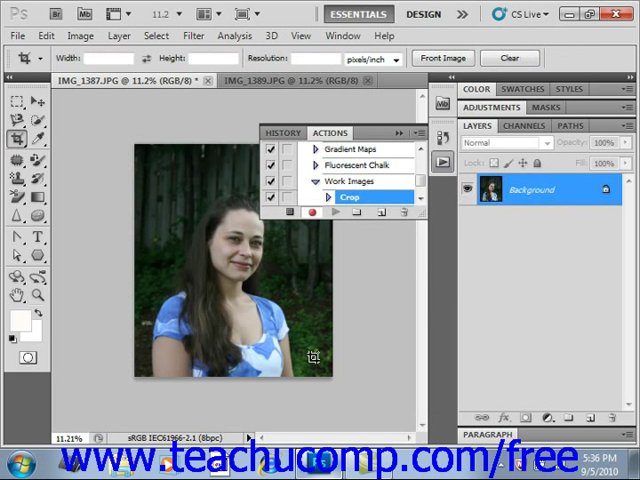 Ps Br Mb 11.2 ESSENTIALS DESIGN CS Live
File Edit Image Layer Select Filter Analysis 3D View Window Help
Width: Height: Resolution: pixels/inch Front Image Clear
IMG_1387.JPG @ 11.2% (RGB/8) * IMG_1389.JPG @ 11.2% (RGB/8)
COLOR SWATCHES STYLES
ADJUSTMENTS MASKS
LAYERS CHANNELS PATHS
Normal Opacity: 100%
Lock: Fill: 100%
Background
HISTORY ACTIONS
Gradient Maps
Fluorescent Chalk
Work Images
Crop
Mb
T
11.21% sRGB IEC61966-2.1 (8bpc)
PARAGRAPH
www.teachucomp.com/free
5:36 PM
9/5/2010